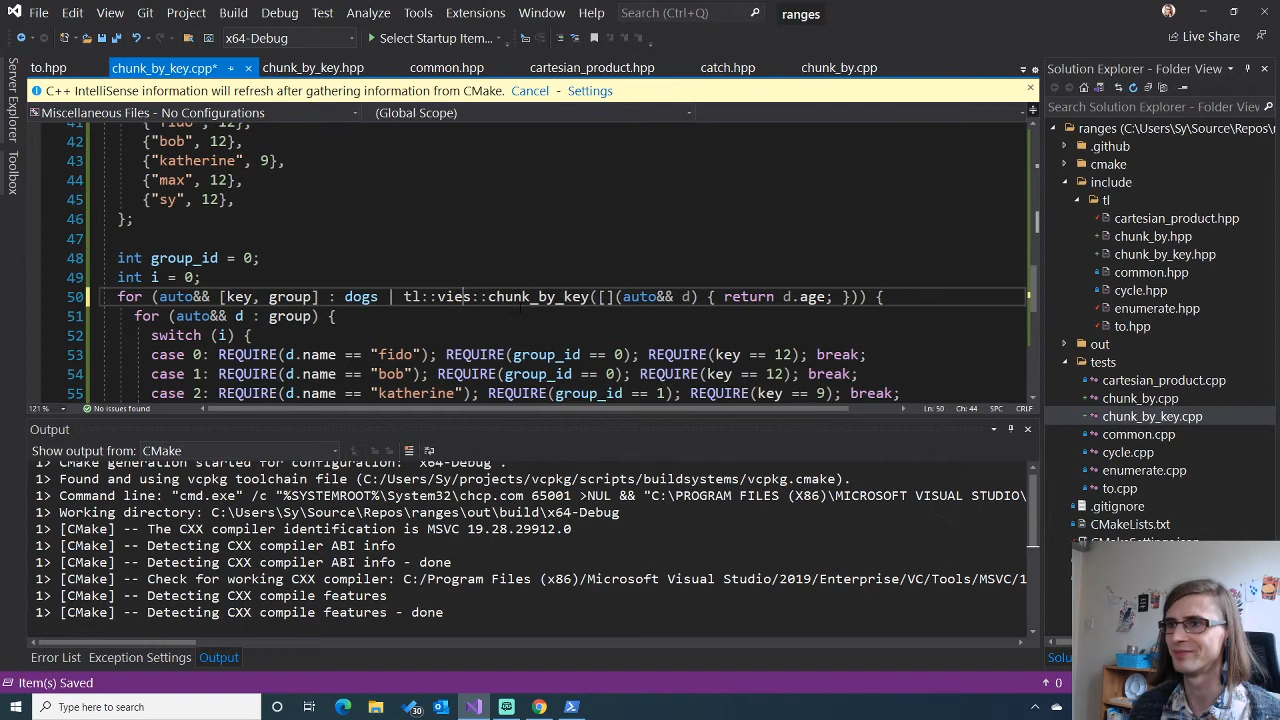 File Edit View Project Build Debug Test Analyze Tools Extensions Window Help Search (Ctrl+Q) ranges
x64-Debug Select Startup Item... Live Share
to.hpp chunk_by_key.cpp* chunk_by_key.hpp common.hpp cartesian_product.hpp catch.hpp chunk_by.cpp
C++ IntelliSense information will refresh after gathering information from CMake. Cancel - Settings
Miscellaneous Files - No Configurations (Global Scope)
41 {"fido", 12},
42 {"bob", 12},
43 {"katherine", 9},
44 {"max", 12},
45 {"sy", 12},
46 };
47
48 int group_id = 0;
49 int i = 0;
50 for (auto&& [key, group] : dogs | tl::vies::chunk_by_key([](auto&& d) { return d.age; })) {
51 for (auto&& d : group) {
52 switch (i) {
53 case 0: REQUIRE(d.name == "fido"); REQUIRE(group_id == 0); REQUIRE(key == 12); break;
54 case 1: REQUIRE(d.name == "bob"); REQUIRE(group_id == 0); REQUIRE(key == 12); break;
55 case 2: REQUIRE(d.name == "katherine"); REQUIRE(group_id == 1); REQUIRE(key == 9); break;
121 % No issues found Ln: 50 Ch: 44 SPC CRLF
Output
Show output from: CMake
1> CMake generation started for configuration: "x64-Debug".
1> Found and using vcpkg toolchain file (C:/Users/Sy/projects/vcpkg/scripts/buildsystems/vcpkg.cmake).
1> Command line: "cmd.exe" /c "%SYSTEMROOT%\System32\chcp.com 65001 >NUL && "C:\PROGRAM FILES (X86)\MICROSOFT VISUAL STUDIO\
1> Working directory: C:\Users\Sy\Source\Repos\ranges\out\build\x64-Debug
1> [CMake] -- The CXX compiler identification is MSVC 19.28.29912.0
1> [CMake] -- Detecting CXX compiler ABI info
1> [CMake] -- Detecting CXX compiler ABI info - done
1> [CMake] -- Check for working CXX compiler: C:/Program Files (x86)/Microsoft Visual Studio/2019/Enterprise/VC/Tools/MSVC/1
1> [CMake] -- Detecting CXX compile features
1> [CMake] -- Detecting CXX compile features - done
Error List Exception Settings Output
Item(s) Saved
Type here to search
30
0
Server Explorer
Toolbox
Solution Explorer - Folder View
Search Solution Explorer - Folder View
ranges (C:\Users\Sy\Source\Repos\r
.github
cmake
include
tl
cartesian_product.hpp
chunk_by.hpp
chunk_by_key.hpp
common.hpp
cycle.hpp
enumerate.hpp
to.hpp
out
tests
cartesian_product.cpp
chunk_by.cpp
chunk_by_key.cpp
common.cpp
cycle.cpp
enumerate.cpp
to.cpp
.gitignore
CMakeLists.txt
CMakeSettings.json